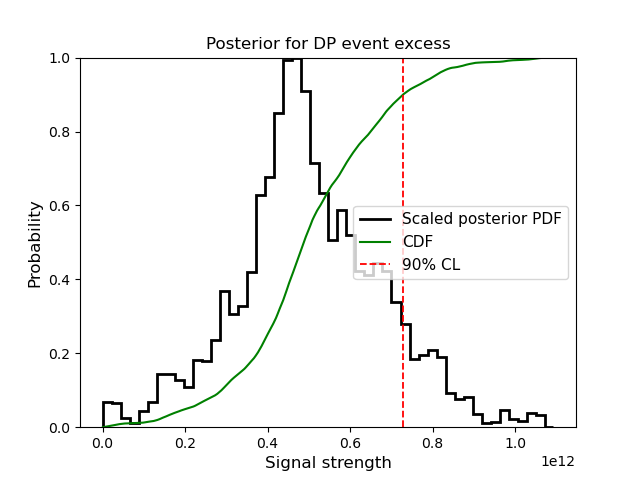 Posterior for DP event excess
1.0
0.8
0.6
0.4
0.2
0.0
Probability
Scaled posterior PDF
CDF
90% CL
0.0 0.2 0.4 0.6 0.8 1.0
1e12
Signal strength